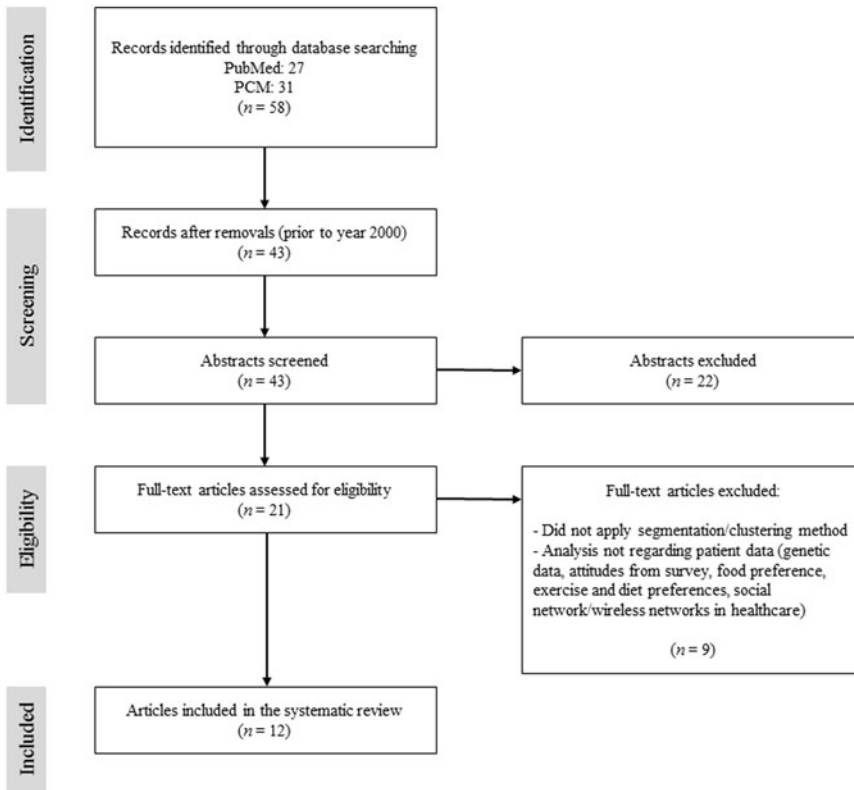 Identification
Records identified through database searching
PubMed: 27
PCM: 31
(n = 58)
Screening
Records after removals (prior to year 2000)
(n = 43)
Abstracts screened
(n = 43)
Abstracts excluded
(n = 22)
Eligibility
Full-text articles assessed for eligibility
(n = 21)
Full-text articles excluded:
- Did not apply segmentation/clustering method
- Analysis not regarding patient data (genetic
data, attitudes from survey, food preference,
exercise and diet preferences, social
network/wireless networks in healthcare)
(n = 9)
Included
Articles included in the systematic review
(n = 12)